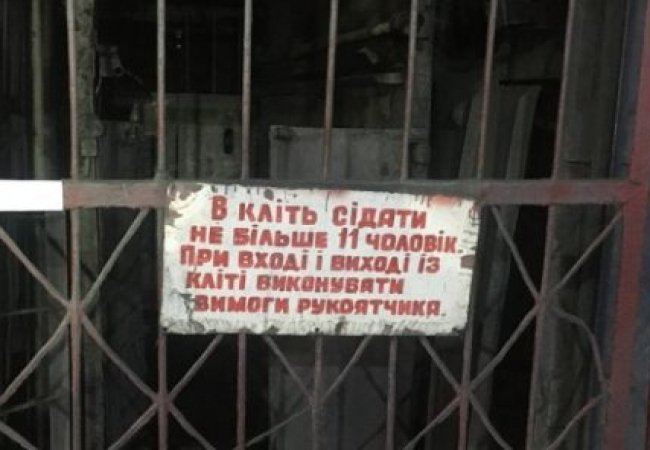 В КЛІТЬ СІДАТИ
НЕ БІЛЬШЕ 11 ЧОЛОВІК.
ПРИ ВХОДІ І ВИХОДІ ІЗ
КЛІТІ ВИКОНУВАТИ
ВИМОГИ РУКОЯТЧИКА.